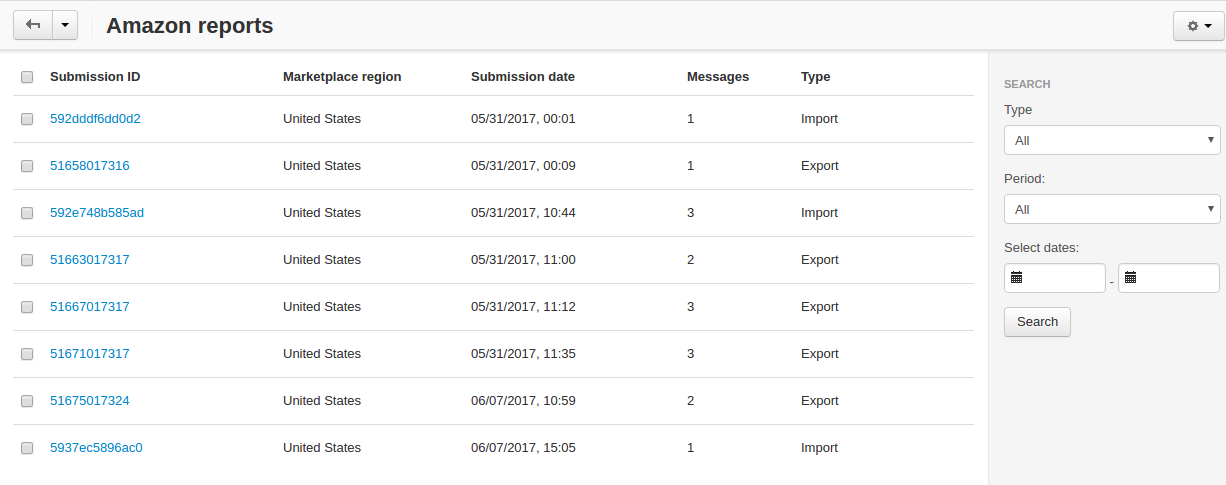 Amazon reports
Submission ID Marketplace region Submission date Messages Type
592dddf6dd0d2 United States 05/31/2017, 00:01 1 Import
51658017316 United States 05/31/2017, 00:09 1 Export
592e748b585ad United States 05/31/2017, 10:44 3 Import
51663017317 United States 05/31/2017, 11:00 2 Export
51667017317 United States 05/31/2017, 11:12 3 Export
51671017317 United States 05/31/2017, 11:35 3 Export
51675017324 United States 06/07/2017, 10:59 2 Export
5937ec5896ac0 United States 06/07/2017, 15:05 1 Import
SEARCH
Type
All
Period:
All
Select dates:
-
Search